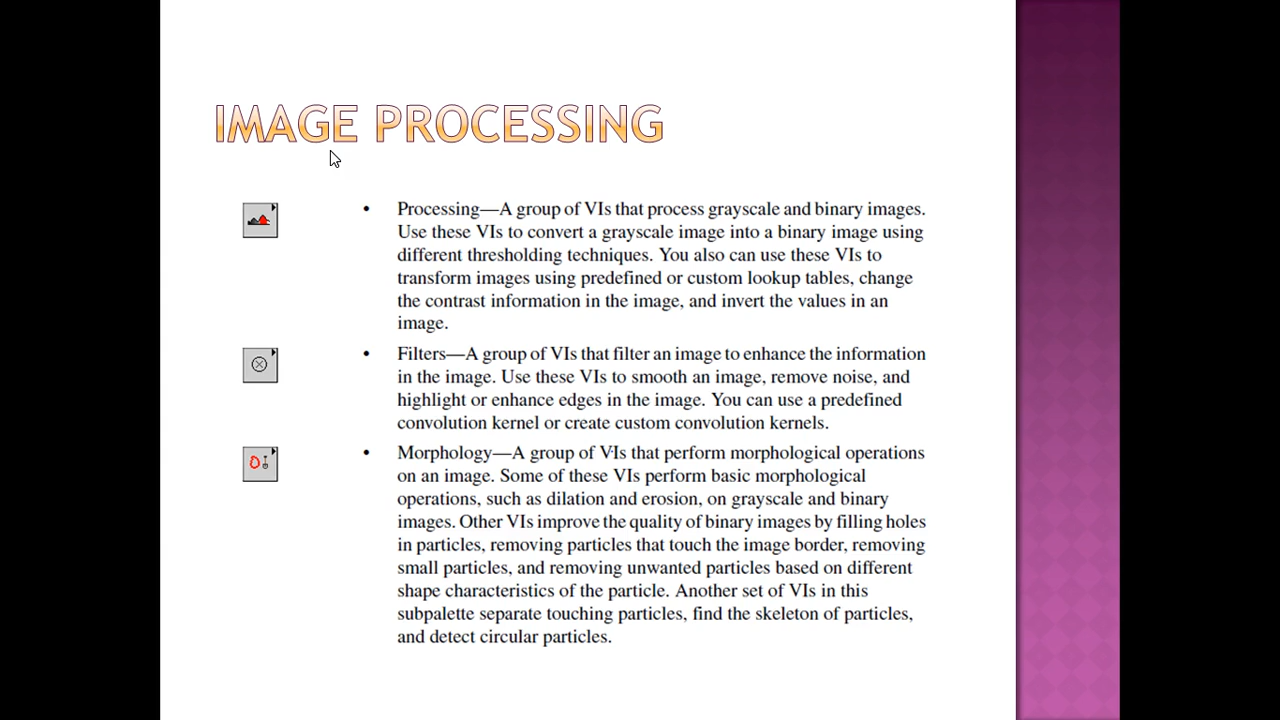 IMAGE PROCESSING
• Processing—A group of VIs that process grayscale and binary images.
Use these VIs to convert a grayscale image into a binary image using
different thresholding techniques. You also can use these VIs to
transform images using predefined or custom lookup tables, change
the contrast information in the image, and invert the values in an
image.
• Filters—A group of VIs that filter an image to enhance the information
in the image. Use these VIs to smooth an image, remove noise, and
highlight or enhance edges in the image. You can use a predefined
convolution kernel or create custom convolution kernels.
• Morphology—A group of VIs that perform morphological operations
on an image. Some of these VIs perform basic morphological
operations, such as dilation and erosion, on grayscale and binary
images. Other VIs improve the quality of binary images by filling holes
in particles, removing particles that touch the image border, removing
small particles, and removing unwanted particles based on different
shape characteristics of the particle. Another set of VIs in this
subpalette separate touching particles, find the skeleton of particles,
and detect circular particles.